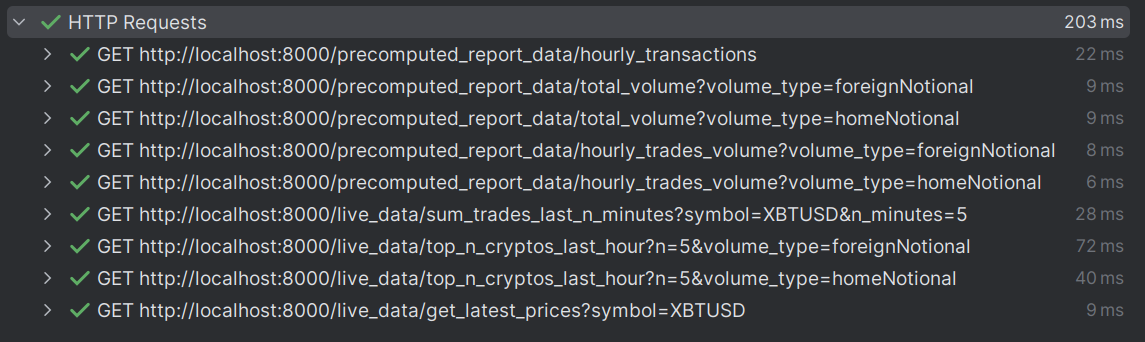 HTTP Requests 203 ms
GET http://localhost:8000/precomputed_report_data/hourly_transactions 22 ms
GET http://localhost:8000/precomputed_report_data/total_volume?volume_type=foreignNotional 9 ms
GET http://localhost:8000/precomputed_report_data/total_volume?volume_type=homeNotional 9 ms
GET http://localhost:8000/precomputed_report_data/hourly_trades_volume?volume_type=foreignNotional 8 ms
GET http://localhost:8000/precomputed_report_data/hourly_trades_volume?volume_type=homeNotional 6 ms
GET http://localhost:8000/live_data/sum_trades_last_n_minutes?symbol=XBTUSD&n_minutes=5 28 ms
GET http://localhost:8000/live_data/top_n_cryptos_last_hour?n=5&volume_type=foreignNotional 72 ms
GET http://localhost:8000/live_data/top_n_cryptos_last_hour?n=5&volume_type=homeNotional 40 ms
GET http://localhost:8000/live_data/get_latest_prices?symbol=XBTUSD 9 ms